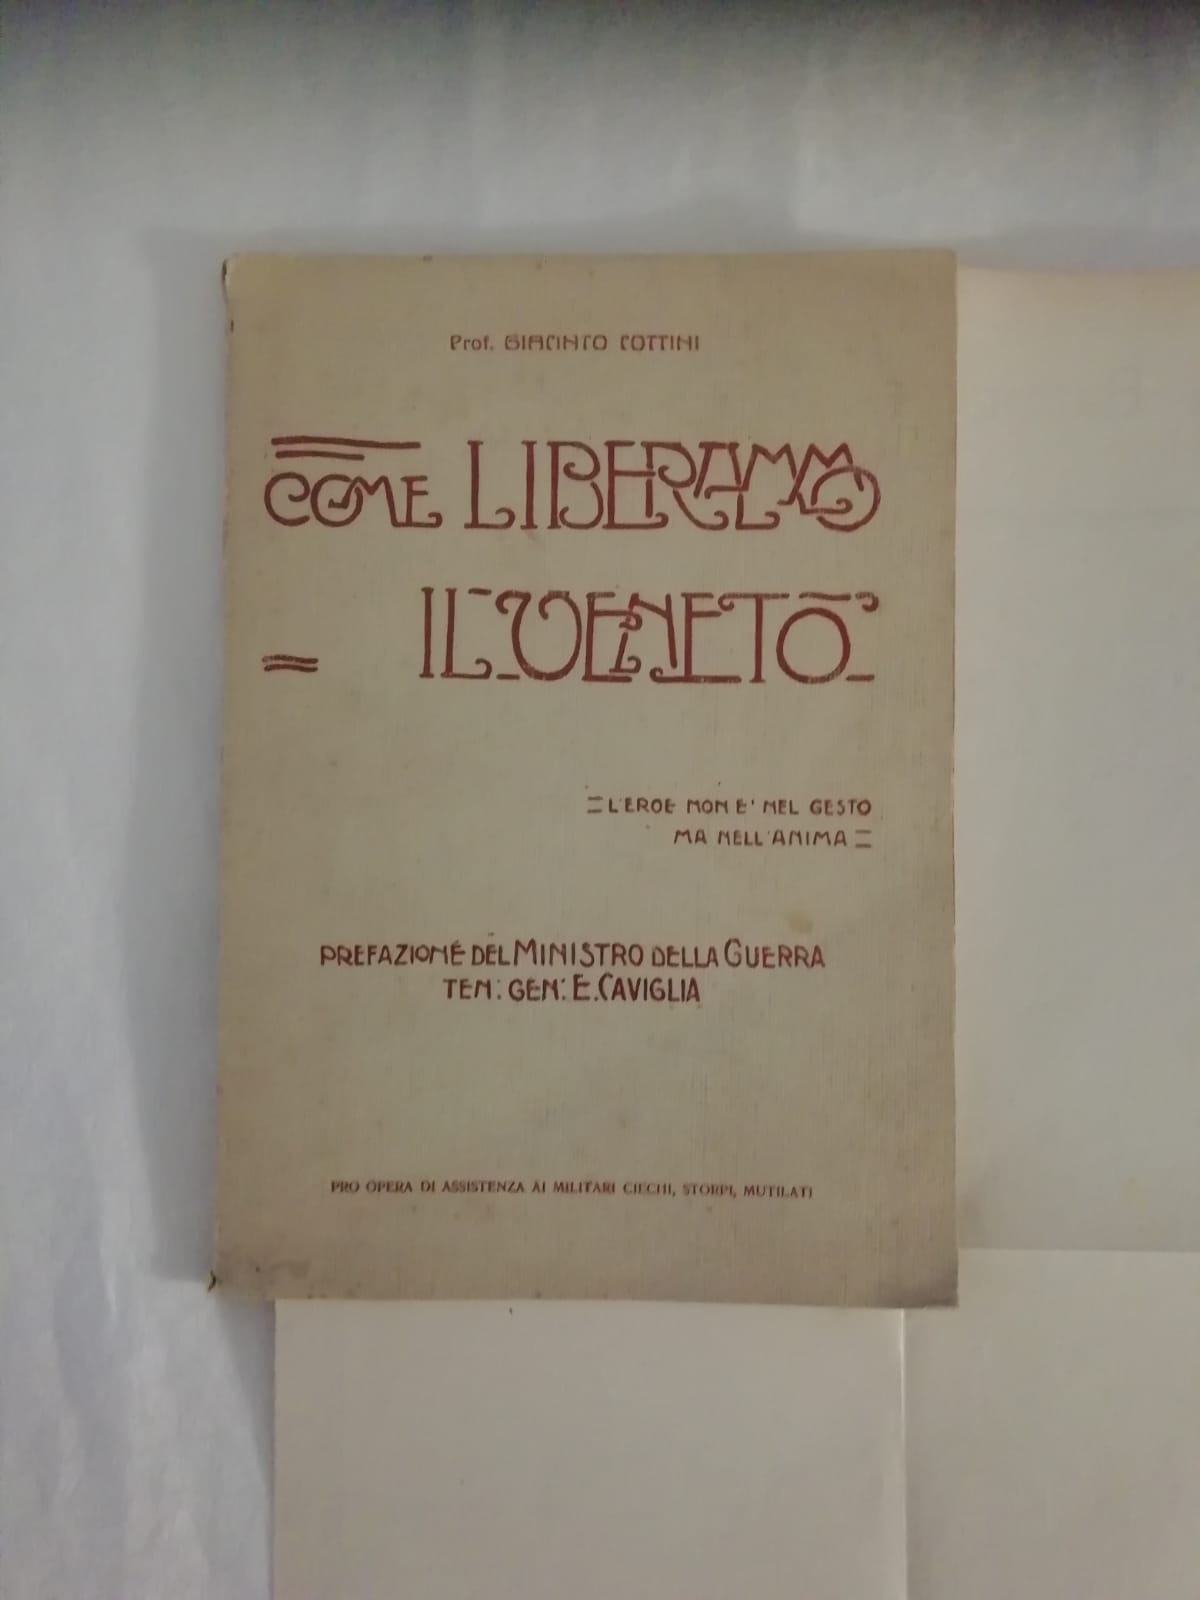 Prof. GIACINTO COTTINI
COME LIBERAMMO
IL VENETO
L'EROE NON E' NEL GESTO
MA NELL'ANIMA
PREFAZIONE DEL MINISTRO DELLA GUERRA
TEN: GEN: E. CAVIGLIA
PRO OPERA DI ASSISTENZA AI MILITARI CIECHI, STORPI, MUTILATI